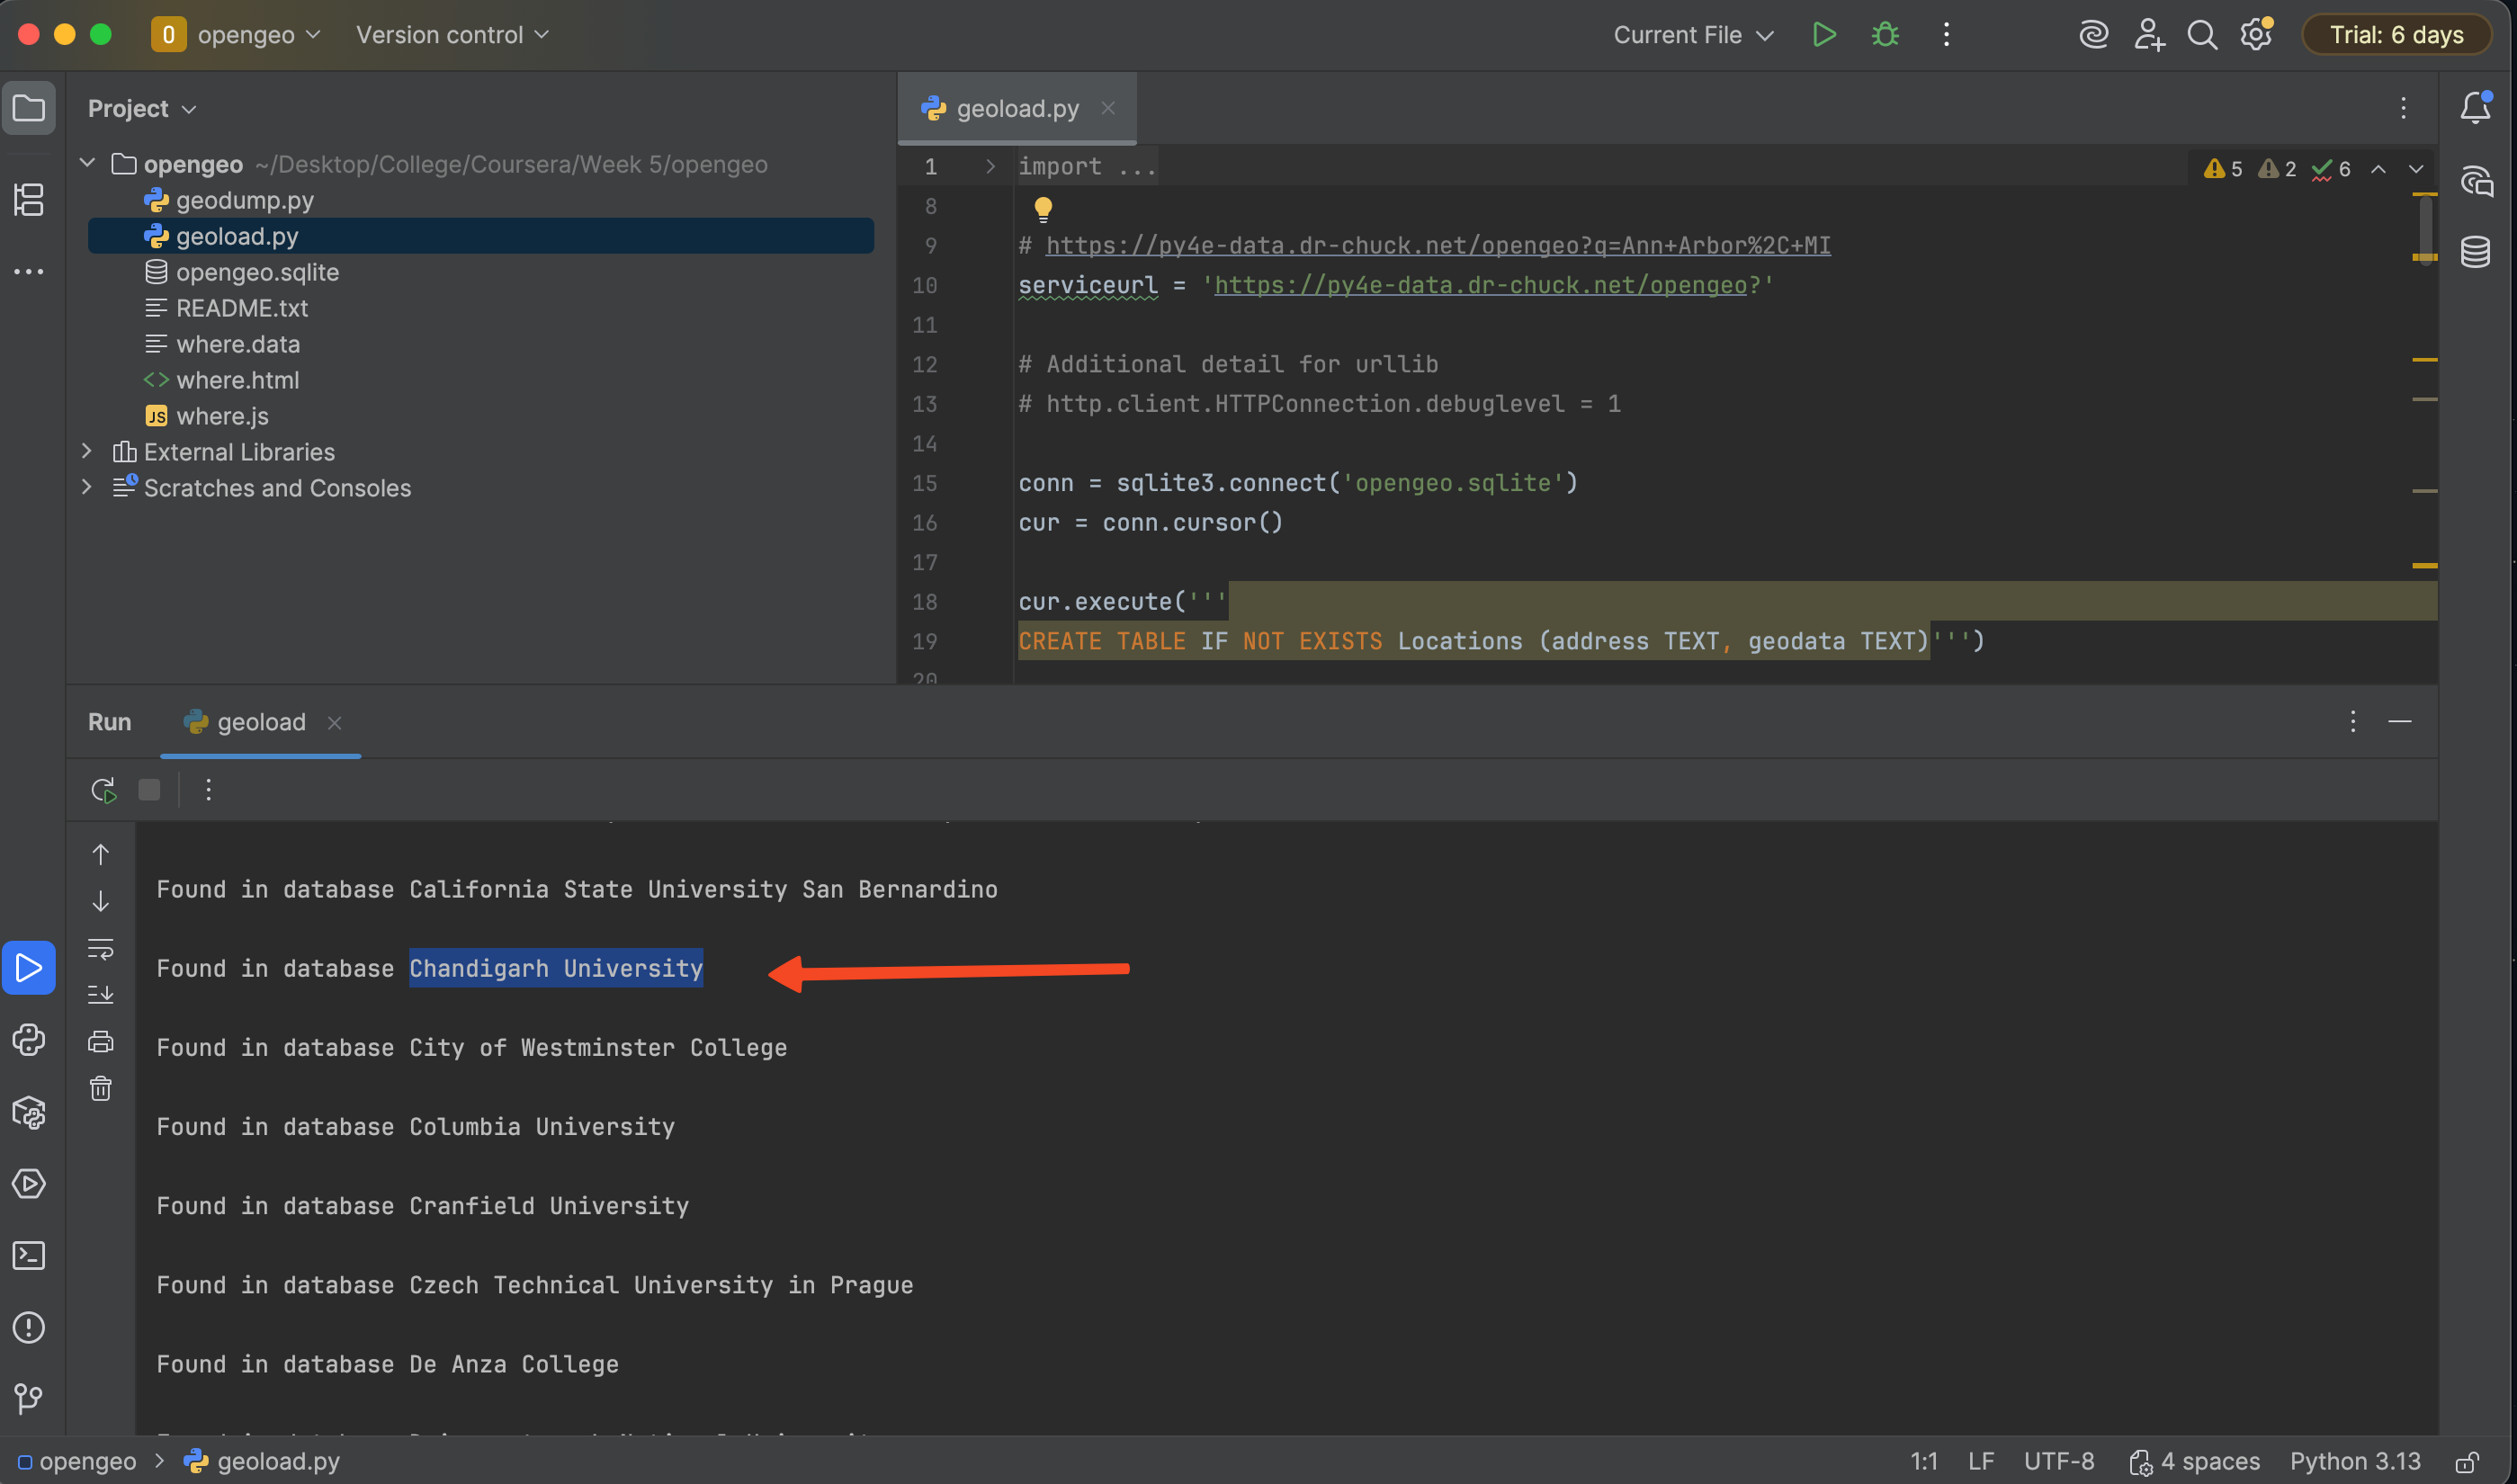 O opengeo Version control Current File Trial: 6 days
Project
opengeo ~/Desktop/College/Coursera/Week 5/opengeo
geodump.py
geoload.py
opengeo.sqlite
README.txt
where.data
where.html
JS where.js
External Libraries
Scratches and Consoles
geoload.py
5 2 6
1 import ...
8
9 # https://py4e-data.dr-chuck.net/opengeo?q=Ann+Arbor%2C+MI
10 serviceurl = 'https://py4e-data.dr-chuck.net/opengeo?'
11
12 # Additional detail for urllib
13 # http.client.HTTPConnection.debuglevel = 1
14
15 conn = sqlite3.connect('opengeo.sqlite')
16 cur = conn.cursor()
17
18 cur.execute('''
19 CREATE TABLE IF NOT EXISTS Locations (address TEXT, geodata TEXT)''')
20
Run geoload
Found in database California State University San Bernardino
Found in database Chandigarh University
Found in database City of Westminster College
Found in database Columbia University
Found in database Cranfield University
Found in database Czech Technical University in Prague
Found in database De Anza College
opengeo > geoload.py 1:1 LF UTF-8 4 spaces Python 3.13